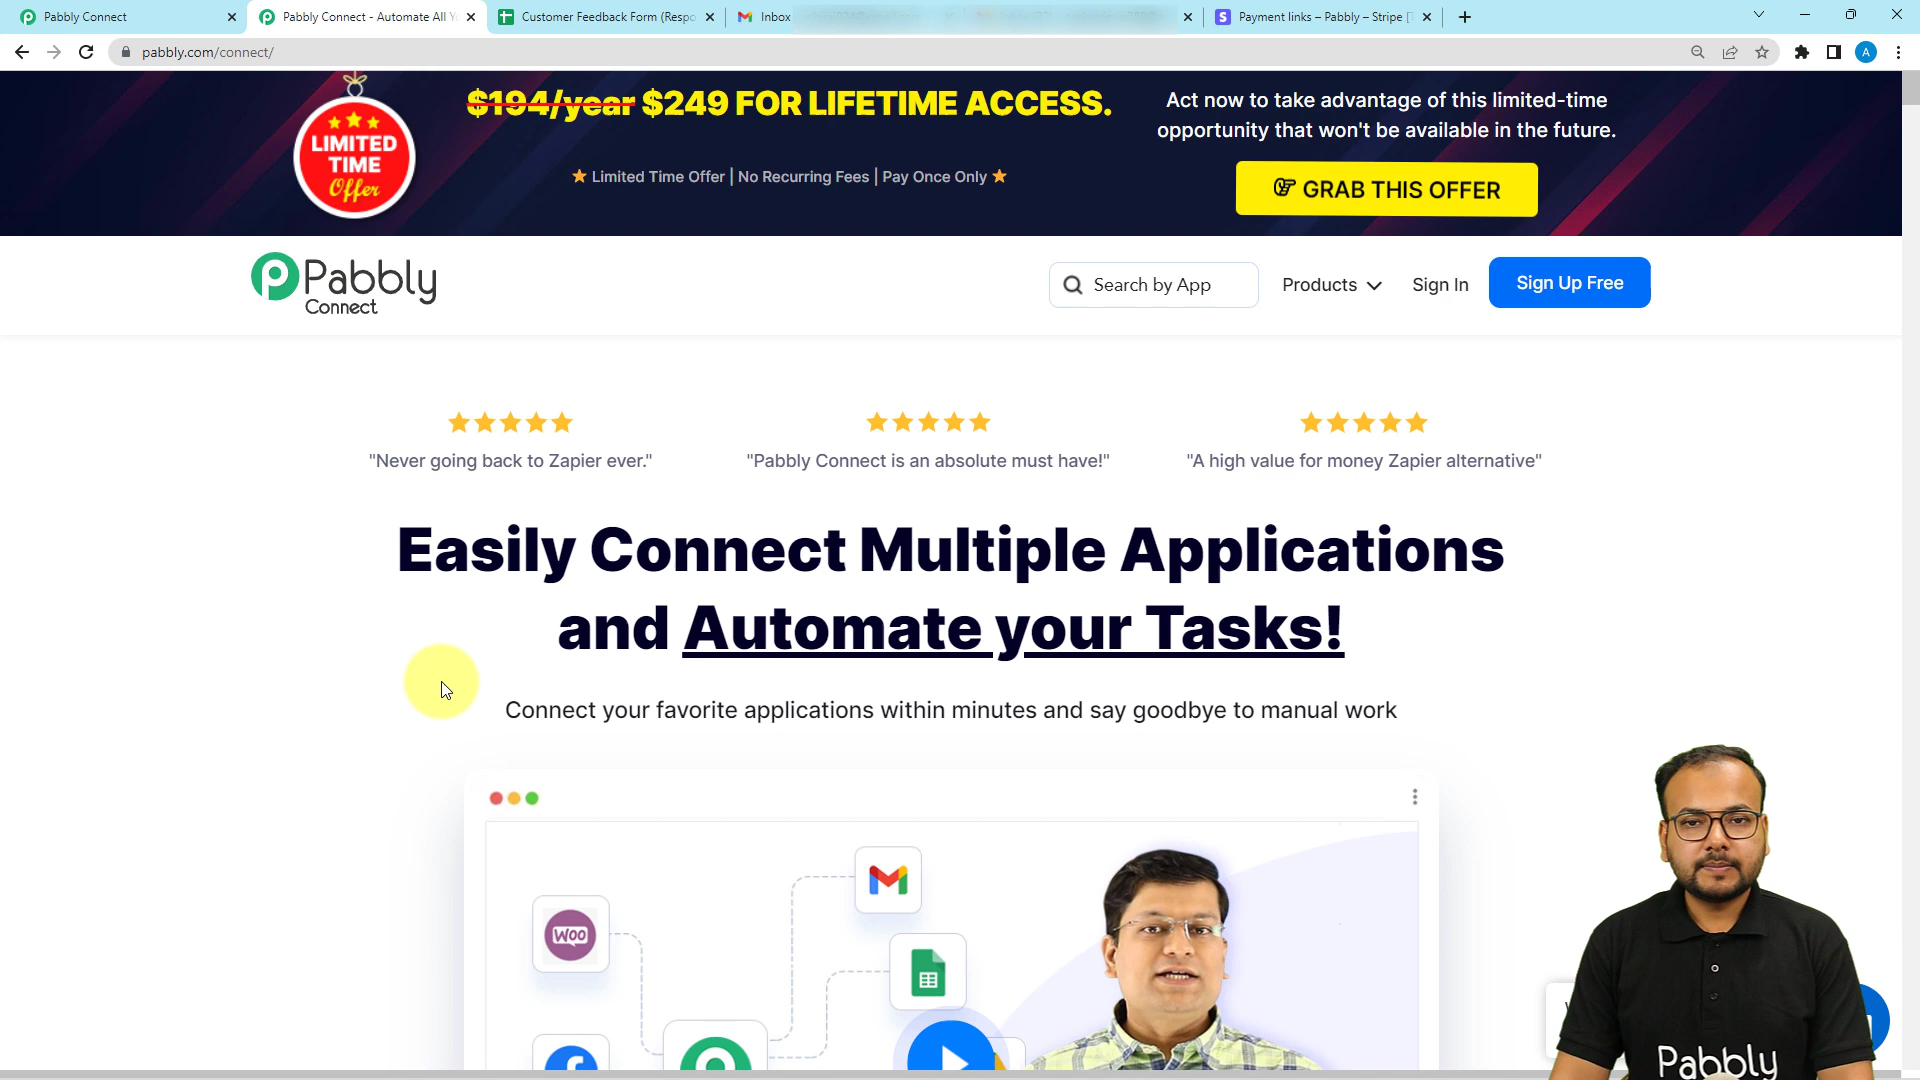 Pabbly Connect
Pabbly Connect - Automate All Y
Customer Feedback Form (Respo
Inbox
Payment links – Pabbly – Stripe [
pabbly.com/connect/
A
LIMITED
TIME
Offer
$194/year $249 FOR LIFETIME ACCESS.
Limited Time Offer | No Recurring Fees | Pay Once Only
Act now to take advantage of this limited-time
opportunity that won't be available in the future.
GRAB THIS OFFER
Pabbly
Connect
Search by App
Products
Sign In
Sign Up Free
"Never going back to Zapier ever."
"Pabbly Connect is an absolute must have!"
"A high value for money Zapier alternative"
Easily Connect Multiple Applications
and Automate your Tasks!
Connect your favorite applications within minutes and say goodbye to manual work
WOO
Pabbly